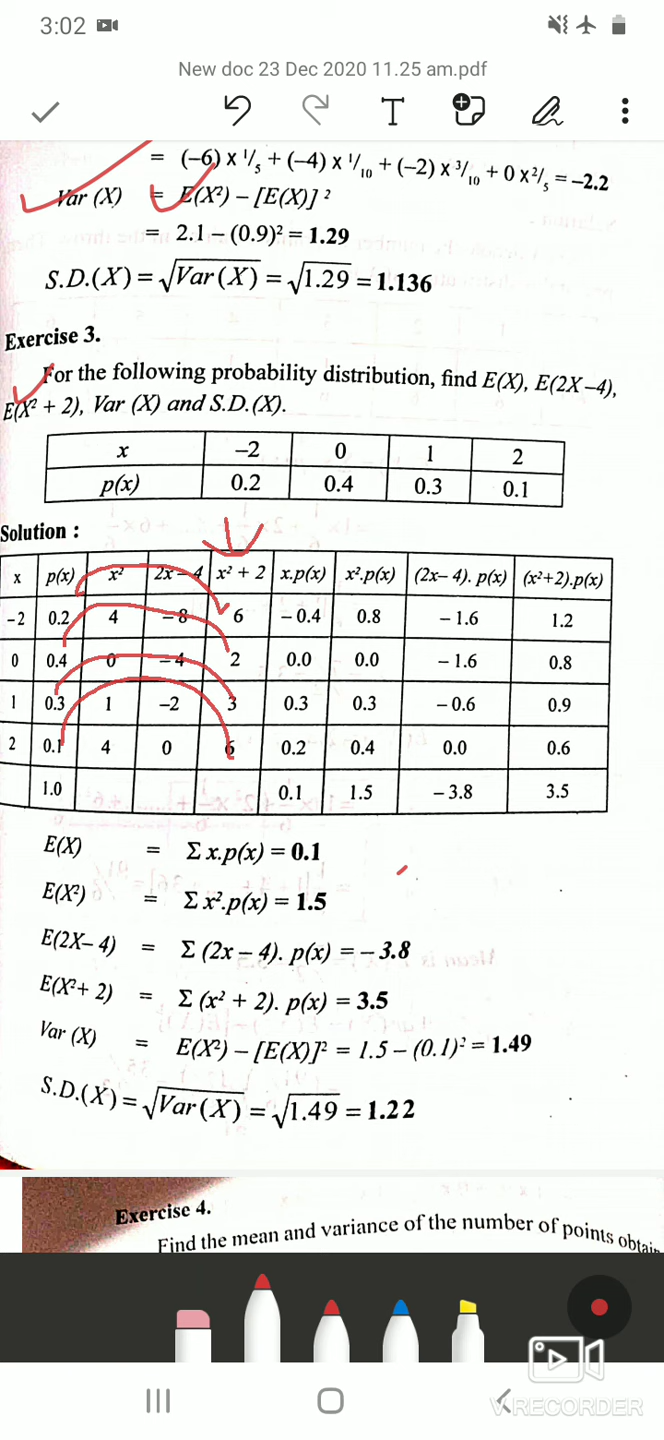 3:02
New doc 23 Dec 2020 11.25 am.pdf
T
= (–6) x 1/5 + (–4) x 1/10 + (–2) x 3/10 + 0 x 2/5 = –2.2
Var (X) = E(X²) – [E(X)] ²
= 2.1 – (0.9)² = 1.29
S.D.(X) = √Var (X) = √1.29 = 1.136
Exercise 3.
For the following probability distribution, find E(X), E(2X–4),
E(X² + 2), Var (X) and S.D.(X).
x –2 0 1 2
p(x) 0.2 0.4 0.3 0.1
Solution :
x p(x) x² 2x – 4 x² + 2 x.p(x) x².p(x) (2x– 4). p(x) (x²+2).p(x)
–2 0.2 4 –8 6 – 0.4 0.8 – 1.6 1.2
0 0.4 0 –4 2 0.0 0.0 – 1.6 0.8
1 0.3 1 –2 3 0.3 0.3 –0.6 0.9
2 0.1 4 0 6 0.2 0.4 0.0 0.6
1.0 0.1 1.5 – 3.8 3.5
E(X) = Σ x.p(x) = 0.1
E(X²) = Σ x².p(x) = 1.5
E(2X– 4) = Σ (2x – 4). p(x) = – 3.8
E(X²+ 2) = Σ (x² + 2). p(x) = 3.5
Var (X) = E(X²) – [E(X)]² = 1.5 – (0.1)² = 1.49
S.D.(X) = √Var (X) = √1.49 = 1.22
Exercise 4.
Find the mean and variance of the number of points obtain
V RECORDER